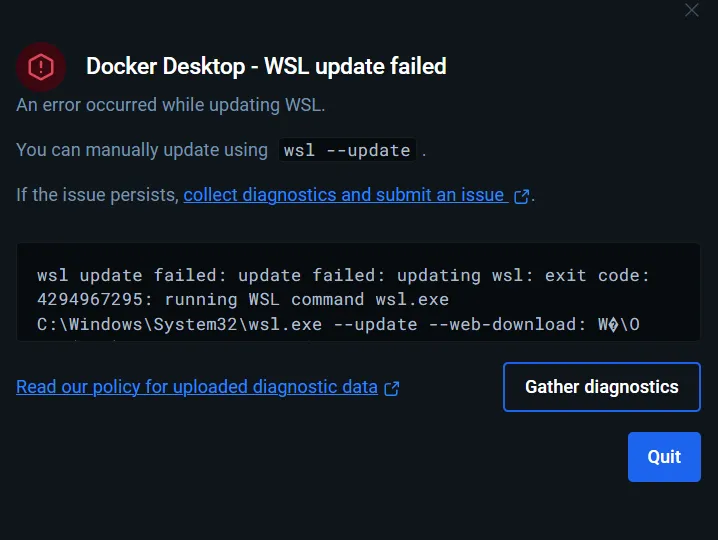 Docker Desktop - WSL update failed
An error occurred while updating WSL.
You can manually update using wsl --update .
If the issue persists, collect diagnostics and submit an issue .
wsl update failed: update failed: updating wsl: exit code:
4294967295: running WSL command wsl.exe
C:\Windows\System32\wsl.exe --update --web-download: W�\O
Read our policy for uploaded diagnostic data
Gather diagnostics
Quit